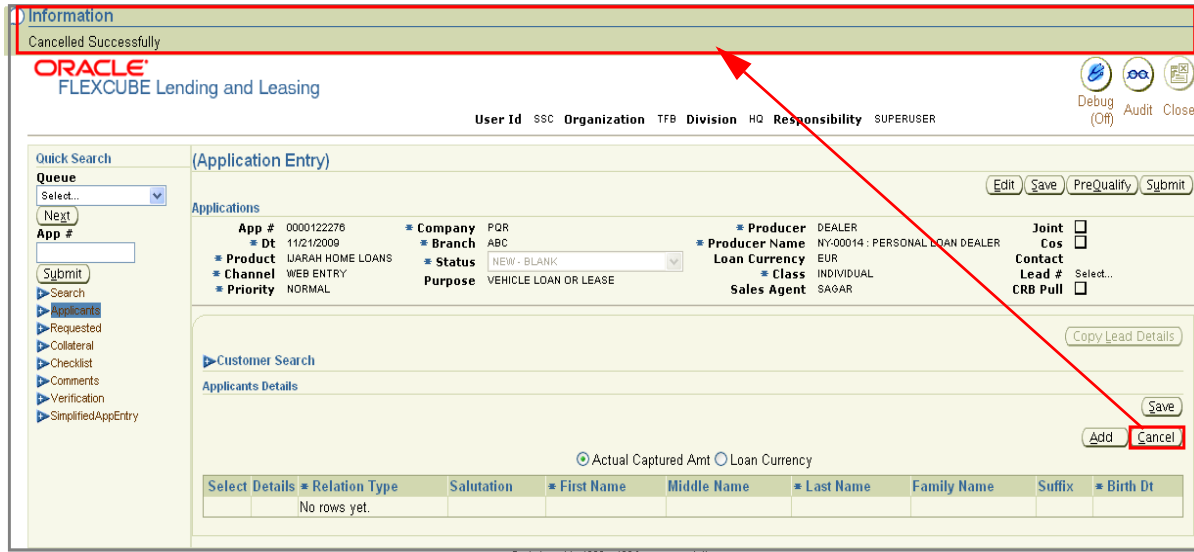 Information
Cancelled Successfully
ORACLE
FLEXCUBE Lending and Leasing
Debug (Off) Audit Close
User Id SSC Organization TFB Division HQ Responsibility SUPERUSER
Quick Search
Queue
Select...
Next
App #
Submit
Search
Applicants
Requested
Collateral
Checklist
Comments
Verification
SimplifiedAppEntry
(Application Entry)
Edit Save PreQualify Submit
Applications
App # 0000122276 * Company PQR * Producer DEALER Joint
* Dt 11/21/2009 * Branch ABC * Producer Name NY-00014 : PERSONAL LOAN DEALER Cos
* Product IJARAH HOME LOANS * Status NEW - BLANK Loan Currency EUR Contact
* Channel WEB ENTRY Purpose VEHICLE LOAN OR LEASE * Class INDIVIDUAL Lead # Select...
* Priority NORMAL Sales Agent SAGAR CRB Pull
Copy Lead Details
Customer Search
Applicants Details
Save
Add Cancel
Actual Captured Amt Loan Currency
Select Details * Relation Type Salutation * First Name Middle Name * Last Name Family Name Suffix * Birth Dt
No rows yet.